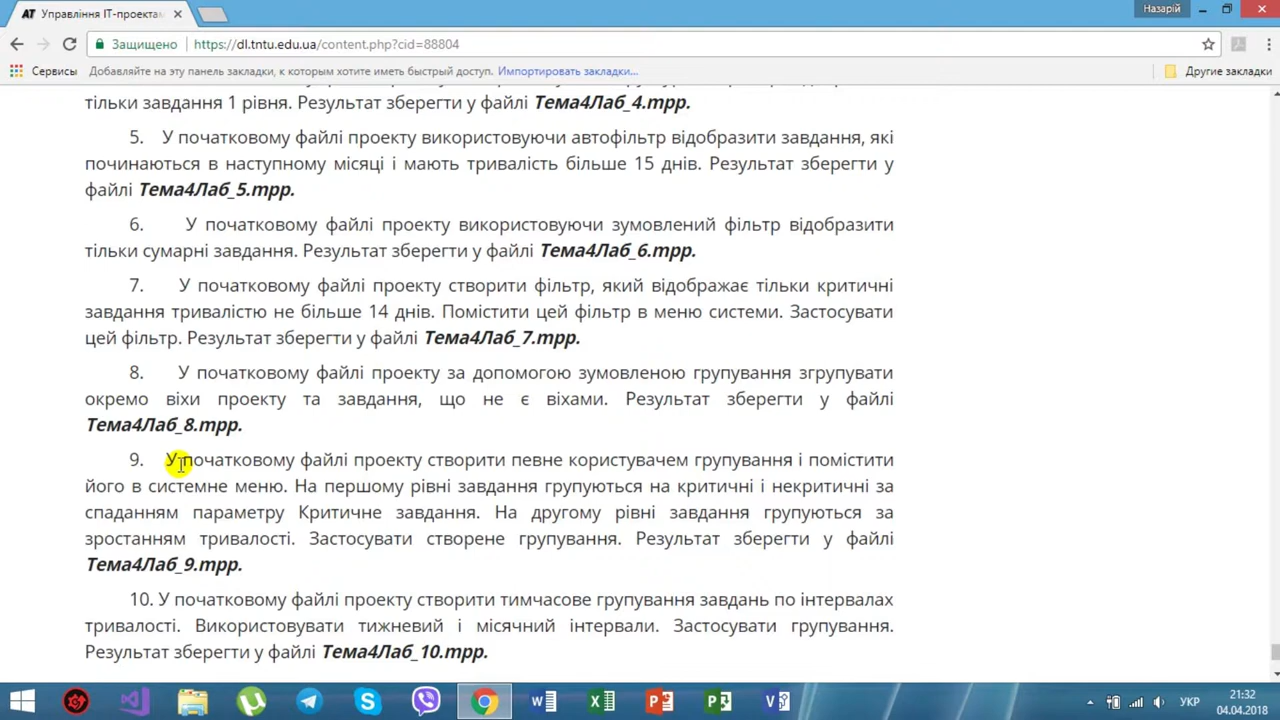 Управління ІТ-проектам
Назарій
Защищено https://dl.tntu.edu.ua/content.php?cid=88804
Сервисы Добавляйте на эту панель закладки, к которым хотите иметь быстрый доступ. Импортировать закладки... Другие закладки
тільки завдання 1 рівня. Результат зберегти у файлі Тема4Лаб_4.mpp.
5. У початковому файлі проекту використовуючи автофільтр відобразити завдання, які
починаються в наступному місяці і мають тривалість більше 15 днів. Результат зберегти у
файлі Тема4Лаб_5.mpp.
6. У початковому файлі проекту використовуючи зумовлений фільтр відобразити
тільки сумарні завдання. Результат зберегти у файлі Тема4Лаб_6.mpp.
7. У початковому файлі проекту створити фільтр, який відображає тільки критичні
завдання тривалістю не більше 14 днів. Помістити цей фільтр в меню системи. Застосувати
цей фільтр. Результат зберегти у файлі Тема4Лаб_7.mpp.
8. У початковому файлі проекту за допомогою зумовленою групування згрупувати
окремо віхи проекту та завдання, що не є віхами. Результат зберегти у файлі
Тема4Лаб_8.mpp.
9. У початковому файлі проекту створити певне користувачем групування і помістити
його в системне меню. На першому рівні завдання групуються на критичні і некритичні за
спаданням параметру Критичне завдання. На другому рівні завдання групуються за
зростанням тривалості. Застосувати створене групування. Результат зберегти у файлі
Тема4Лаб_9.mpp.
10. У початковому файлі проекту створити тимчасове групування завдань по інтервалах
тривалості. Використовувати тижневий і місячний інтервали. Застосувати групування.
Результат зберегти у файлі Тема4Лаб_10.mpp.
УКР
21:32
04.04.2018